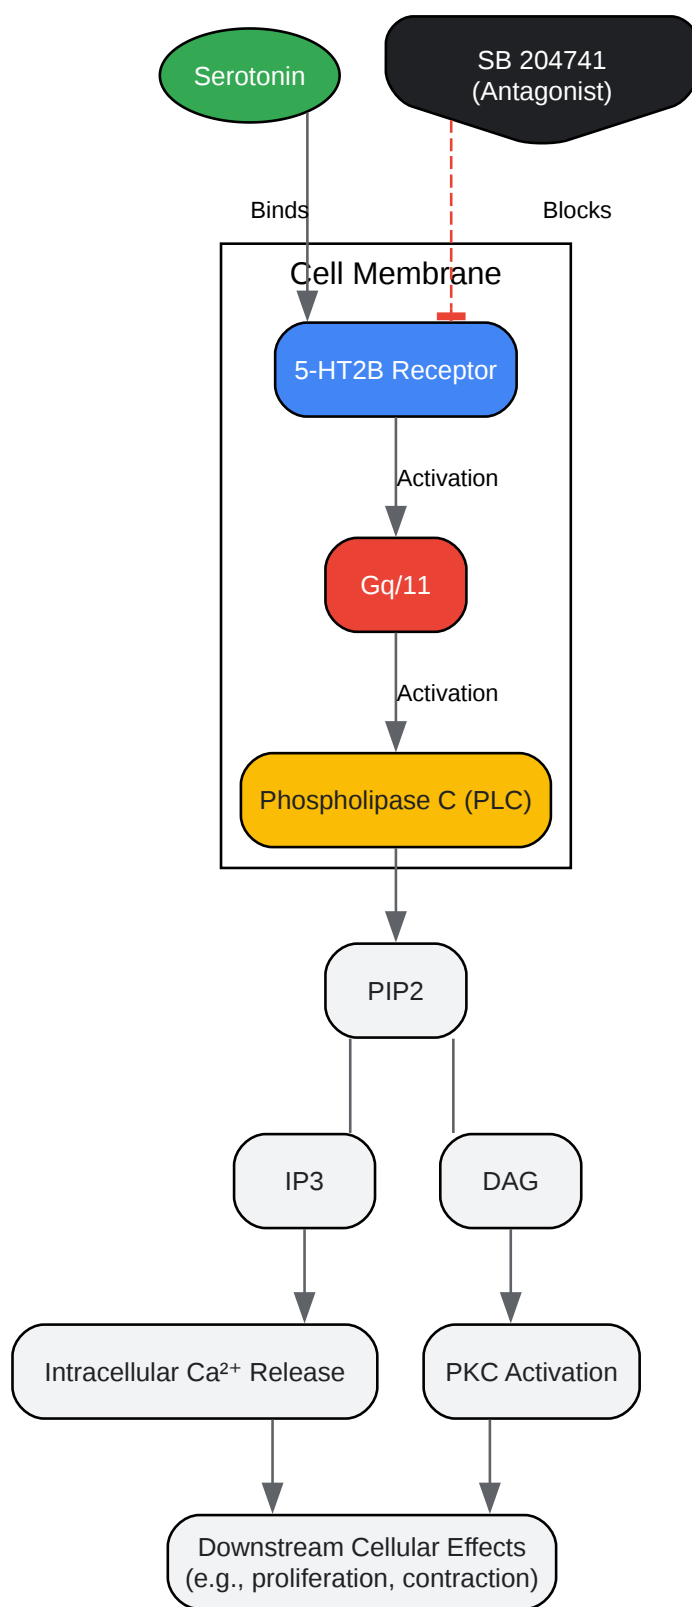 Serotonin
SB 204741
(Antagonist)
Binds
Blocks
Cell Membrane
5-HT2B Receptor
Activation
Gq/11
Activation
Phospholipase C (PLC)
PIP2
IP3
DAG
Intracellular Ca²⁺ Release
PKC Activation
Downstream Cellular Effects
(e.g., proliferation, contraction)